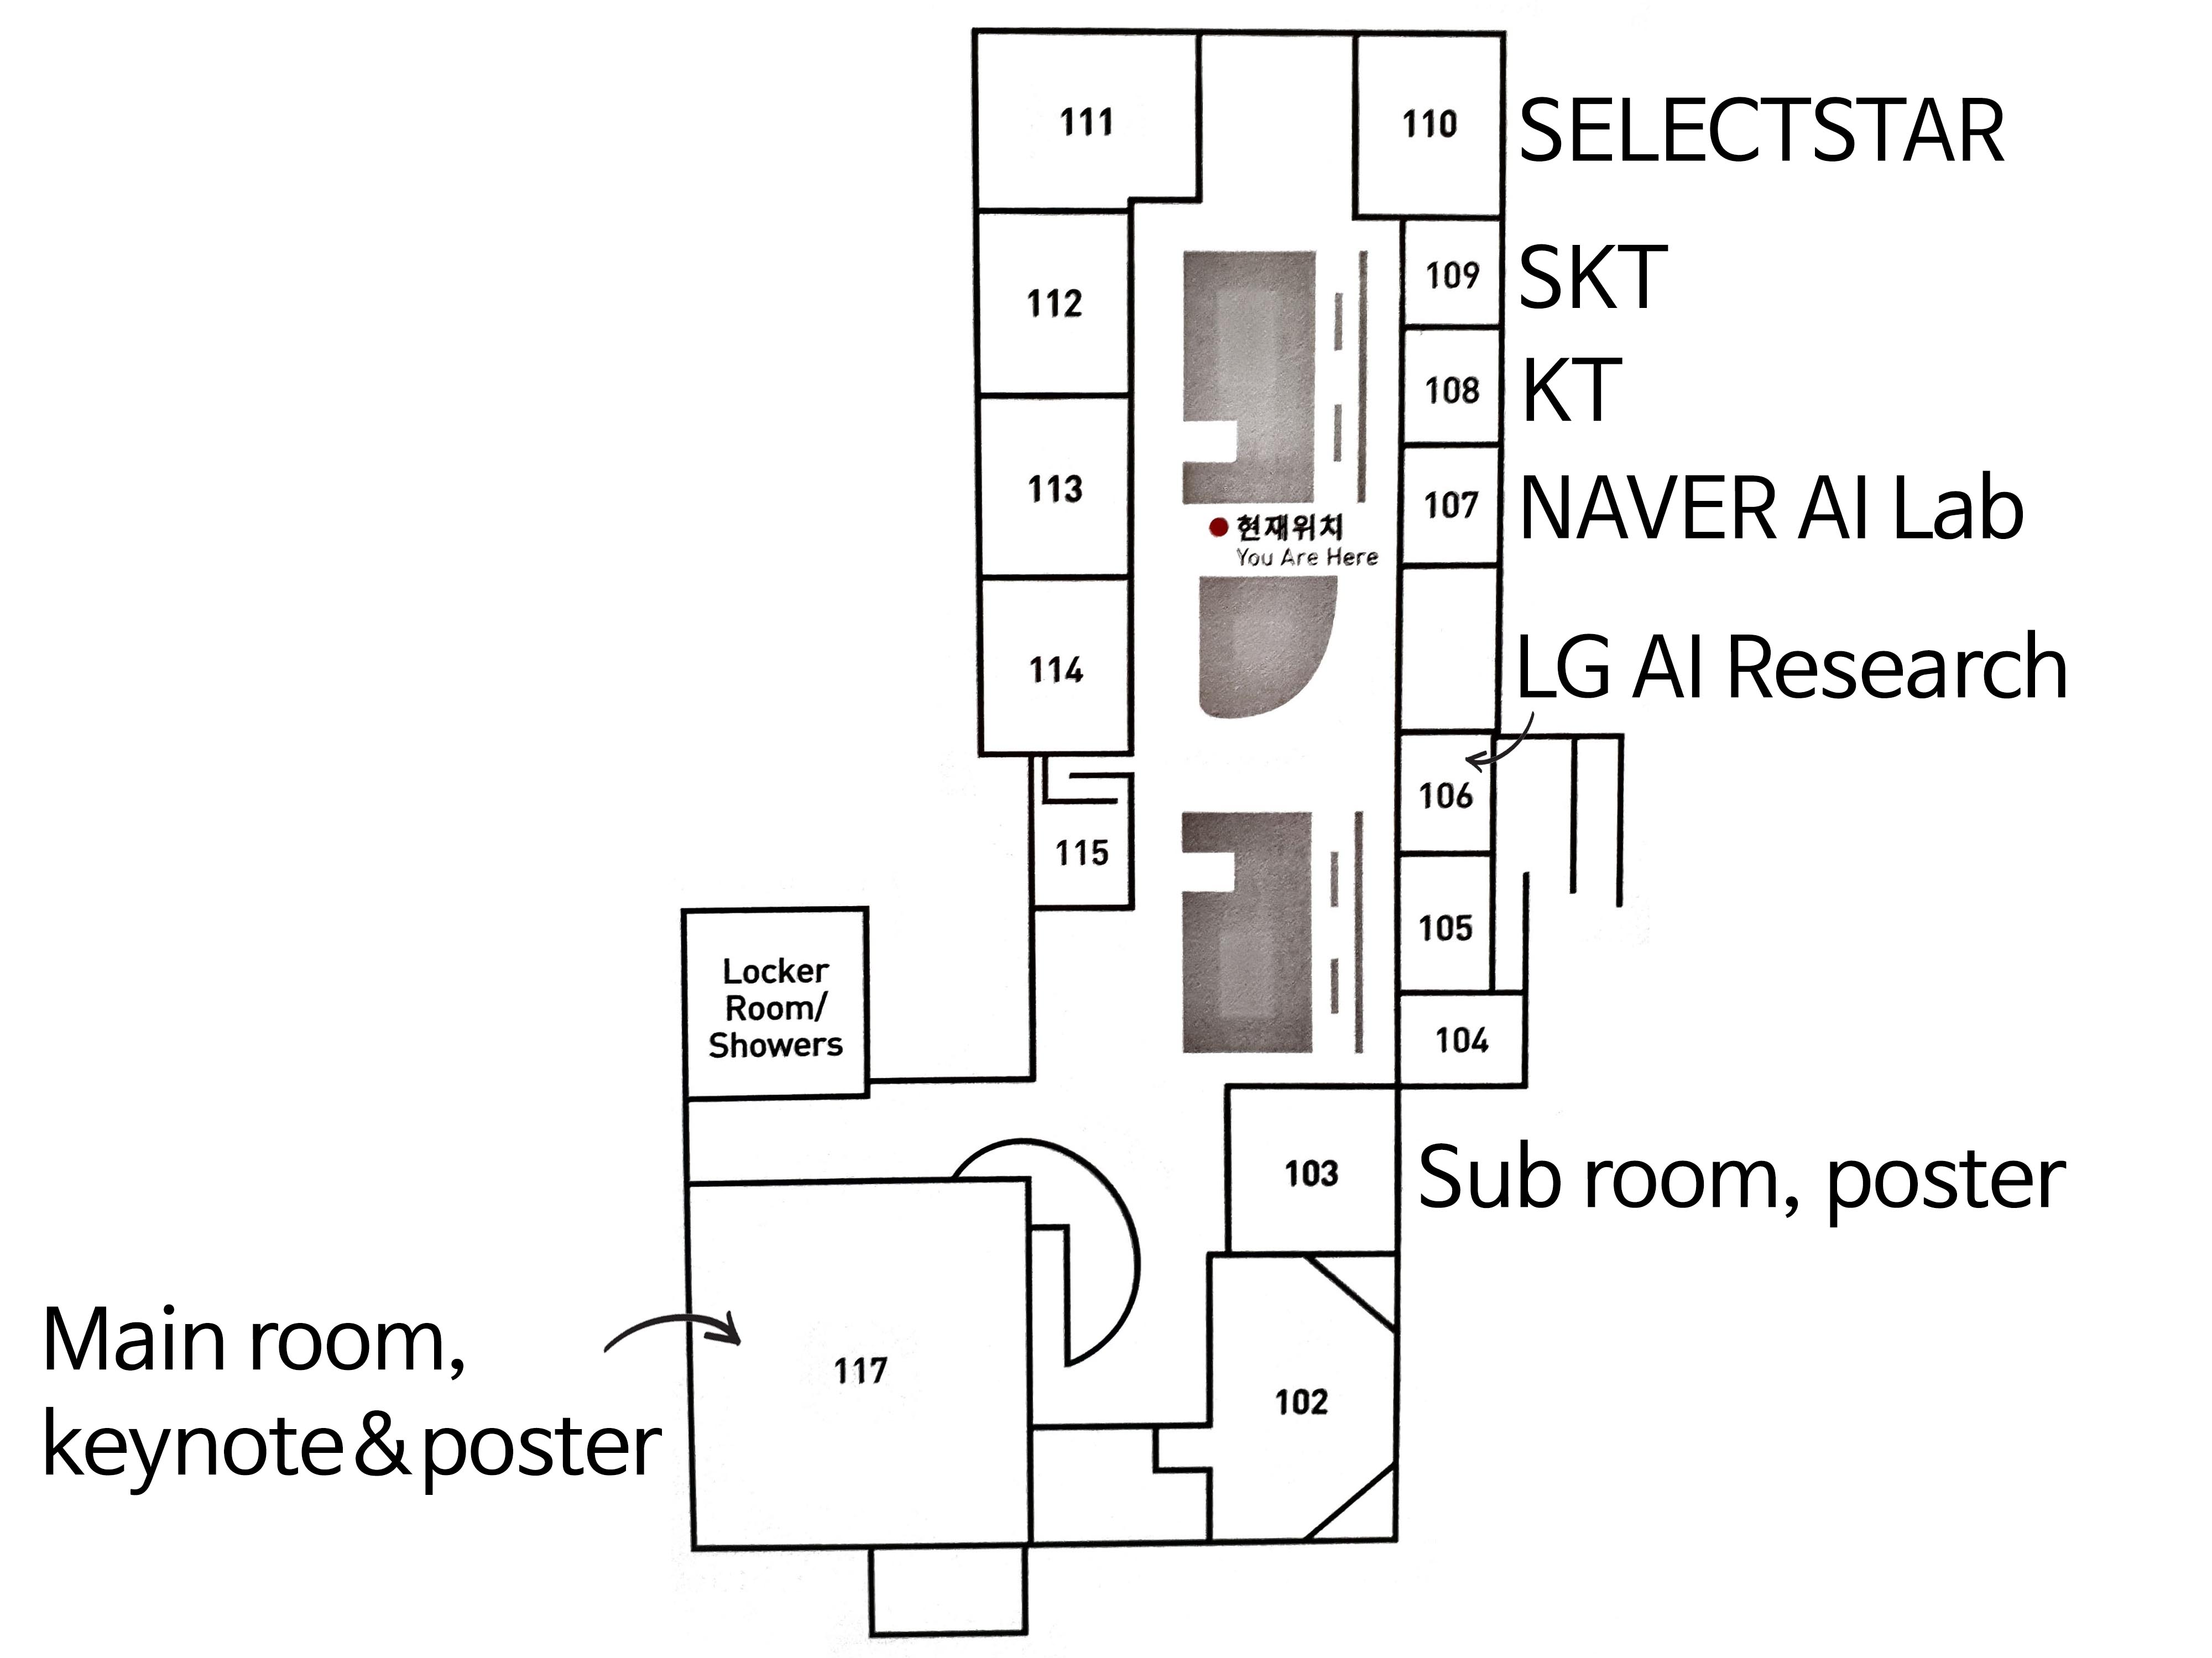 111
110
SELECTSTAR
109
SKT
112
108
KT
113
107
NAVER AI Lab
현재위치
You Are Here
114
LG AI Research
106
115
105
Locker
Room/
Showers
104
103
Sub room, poster
Main room,
keynote & poster
117
102